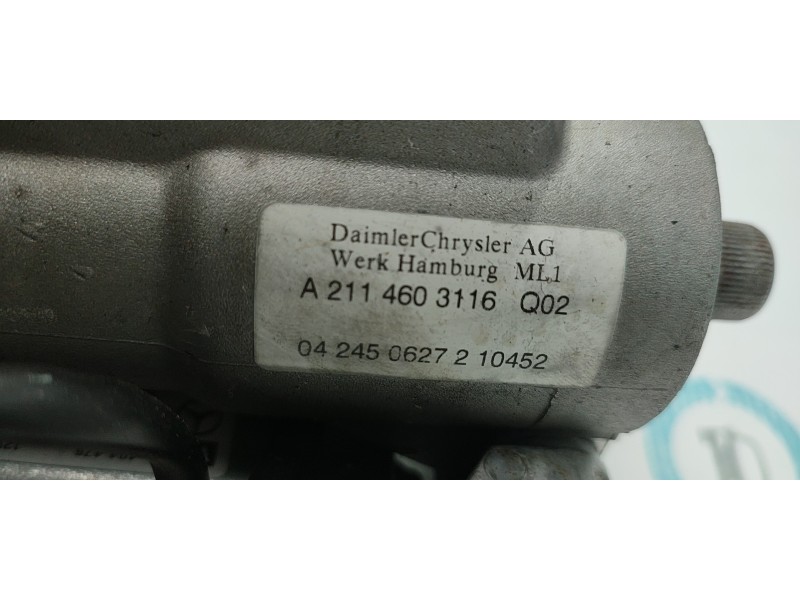 DaimlerChrysler AG
Werk Hamburg ML1
A 211 460 3116 Q02
04 245 0627 2 10452